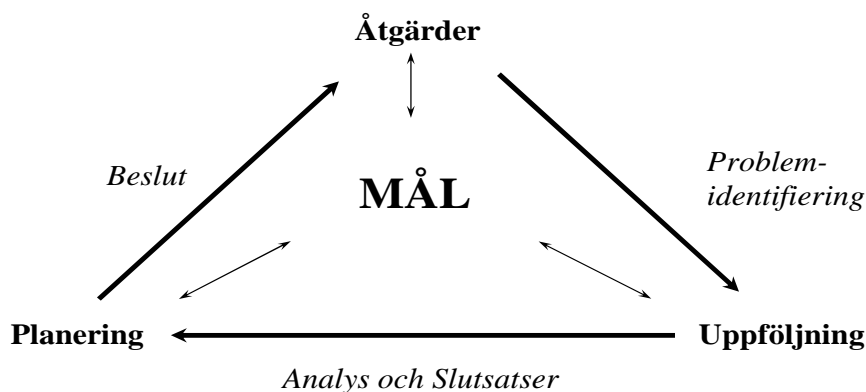 Åtgärder
Beslut
MÅL
Problem-
identifiering
Planering
Uppföljning
Analys och Slutsatser